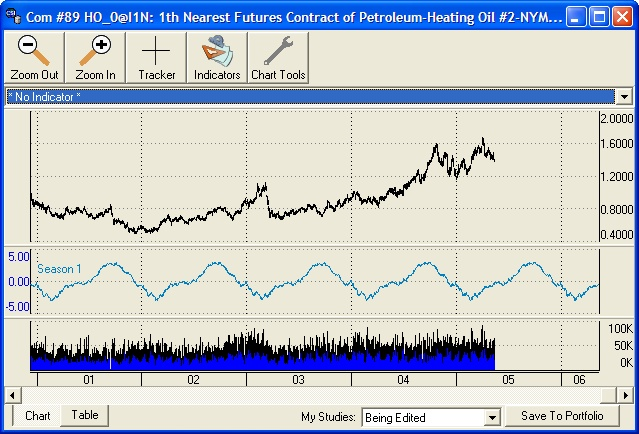 CSI Com #89 HO_0@I1N: 1th Nearest Futures Contract of Petroleum-Heating Oil #2-NYM...
Zoom Out Zoom In Tracker Indicators Chart Tools
* No Indicator *
2.0000
1.6000
1.2000
0.8000
0.4000
5.00
Season 1
0.00
-5.00
100K
50K
0K
01 02 03 04 05 06
Chart Table My Studies: Being Edited Save To Portfolio